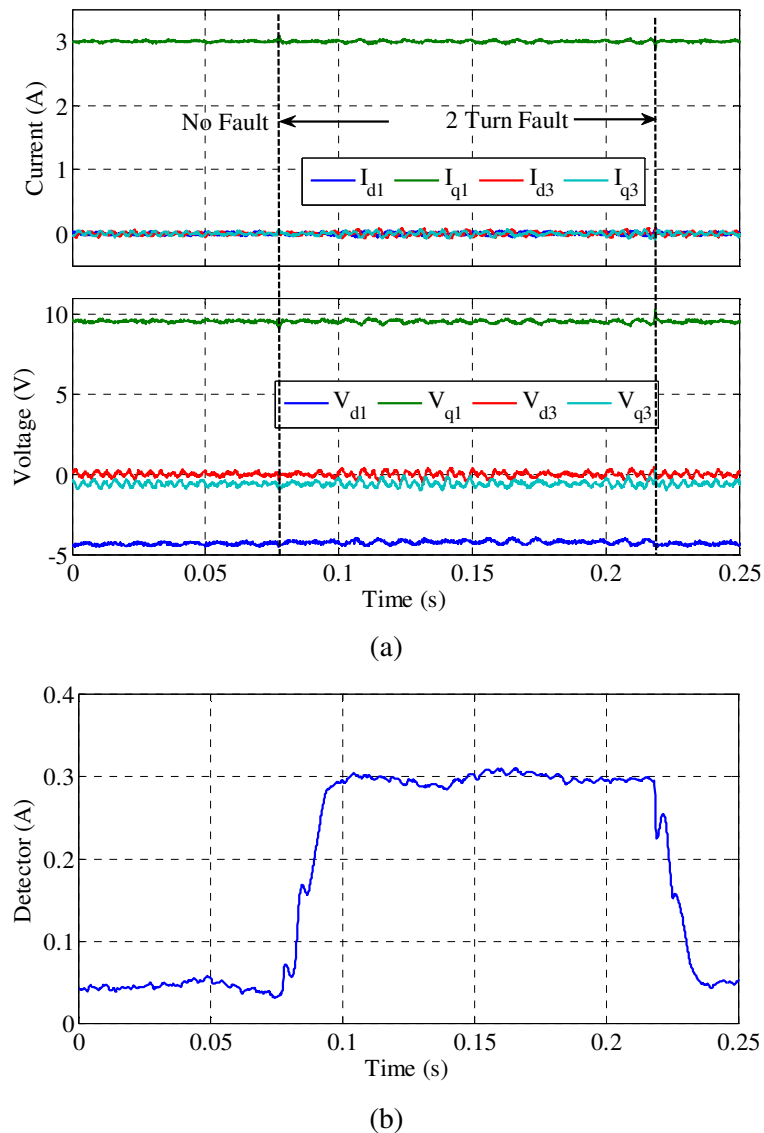 3
2
1
0
Current (A)
No Fault
2 Turn Fault
I_d1 I_q1 I_d3 I_q3
10
5
0
-5
Voltage (V)
V_d1 V_q1 V_d3 V_q3
0 0.05 0.1 0.15 0.2 0.25
Time (s)
(a)
0.4
0.3
0.2
0.1
0
Detector (A)
0 0.05 0.1 0.15 0.2 0.25
Time (s)
(b)